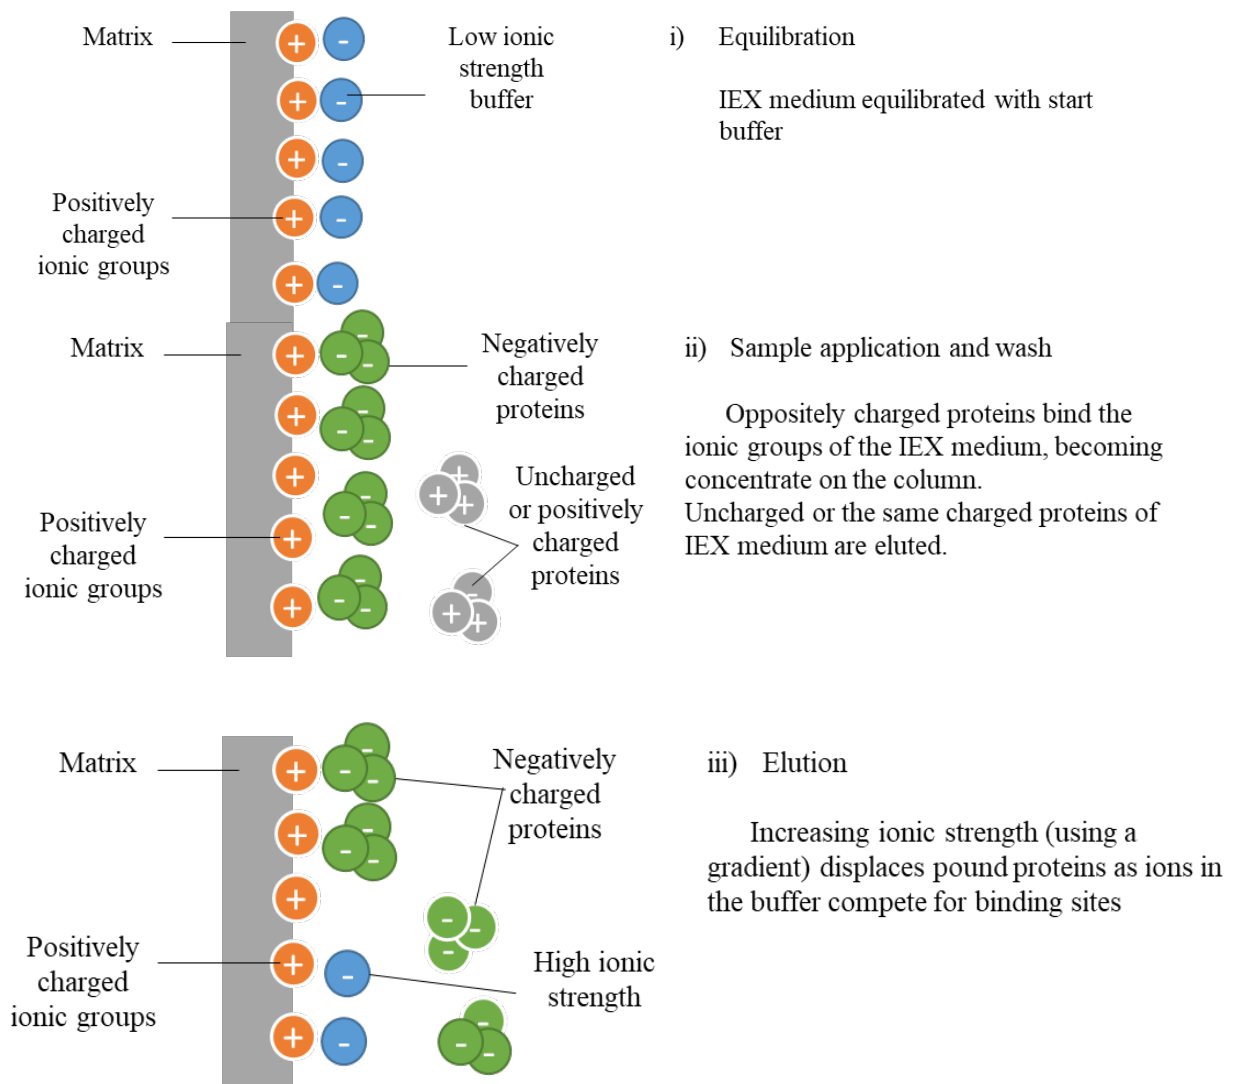 Matrix
+
-
Low ionic
strength
buffer
i) Equilibration
IEX medium equilibrated with start
buffer
+
-
+
-
Positively
charged
ionic groups
+
-
+
-
Matrix
+
-
-
-
Negatively
charged
proteins
ii) Sample application and wash
Oppositely charged proteins bind the
ionic groups of the IEX medium, becoming
concentrate on the column.
Uncharged or the same charged proteins of
IEX medium are eluted.
+
-
-
-
+
-
-
-
+
+
+
Uncharged
or positively
charged
proteins
Positively
charged
ionic groups
+
+
-
-
-
-
+
+
Matrix
+
-
-
-
Negatively
charged
proteins
iii) Elution
Increasing ionic strength (using a
gradient) displaces pound proteins as ions in
the buffer compete for binding sites
+
-
-
-
+
-
-
-
Positively
charged
ionic groups
+
-
High ionic
strength
+
-
-
-
-